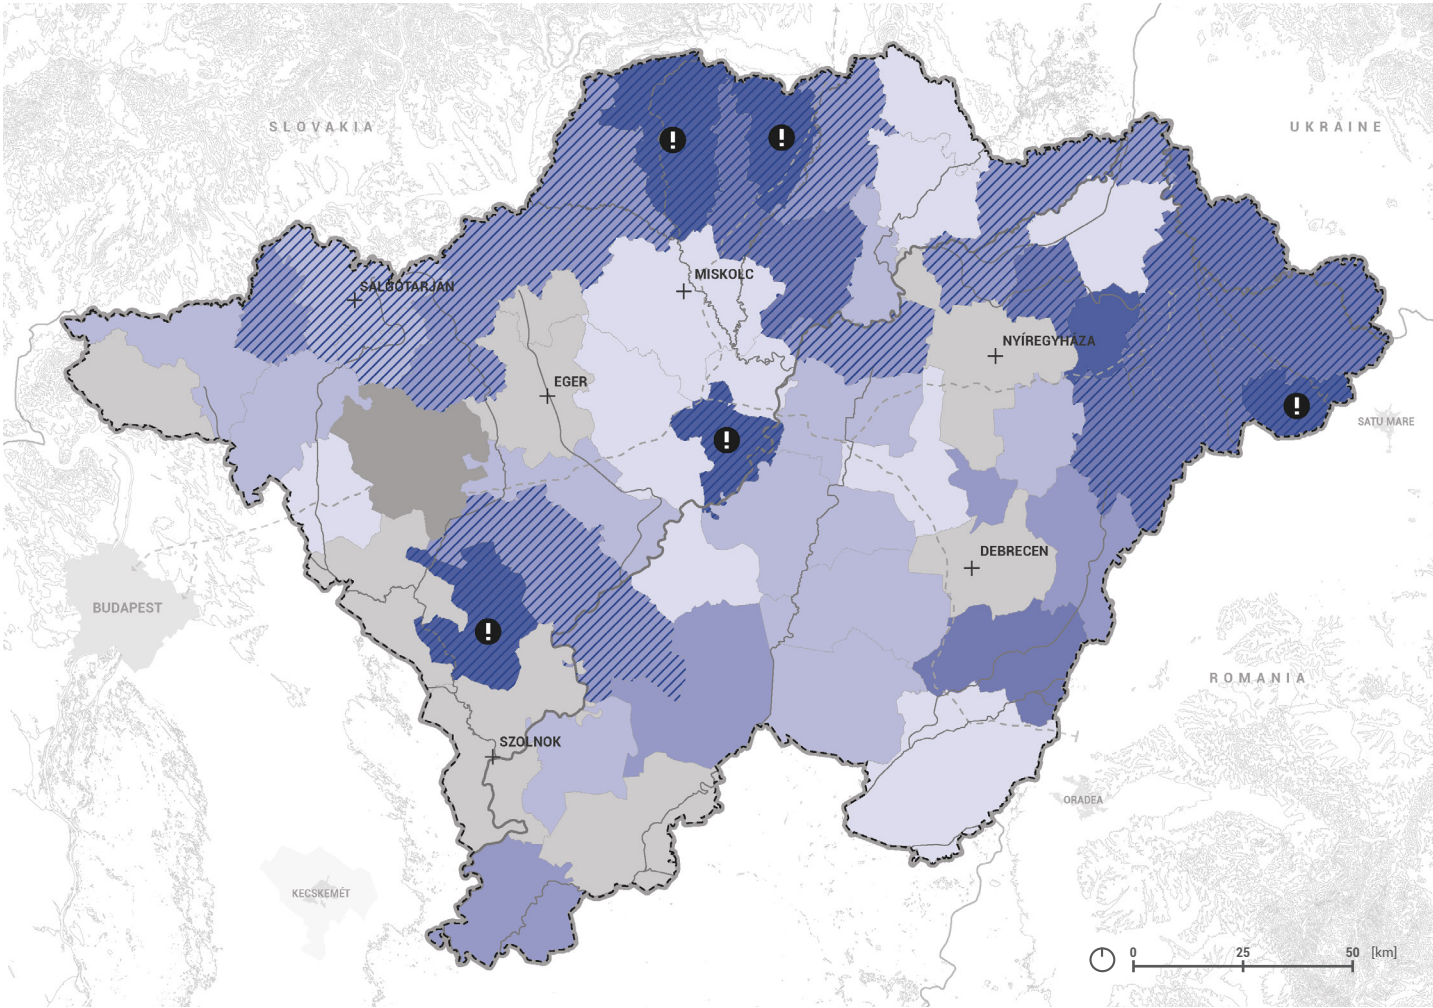 SLOVAKIA
UKRAINE
!
!
MISKOLC
SALGÓTARJÁN
NYÍREGYHÁZA
EGER
!
SATU MARE
!
DEBRECEN
BUDAPEST
!
ROMANIA
SZOLNOK
ORADEA
KECSKEMÉT
0 25 50 [km]